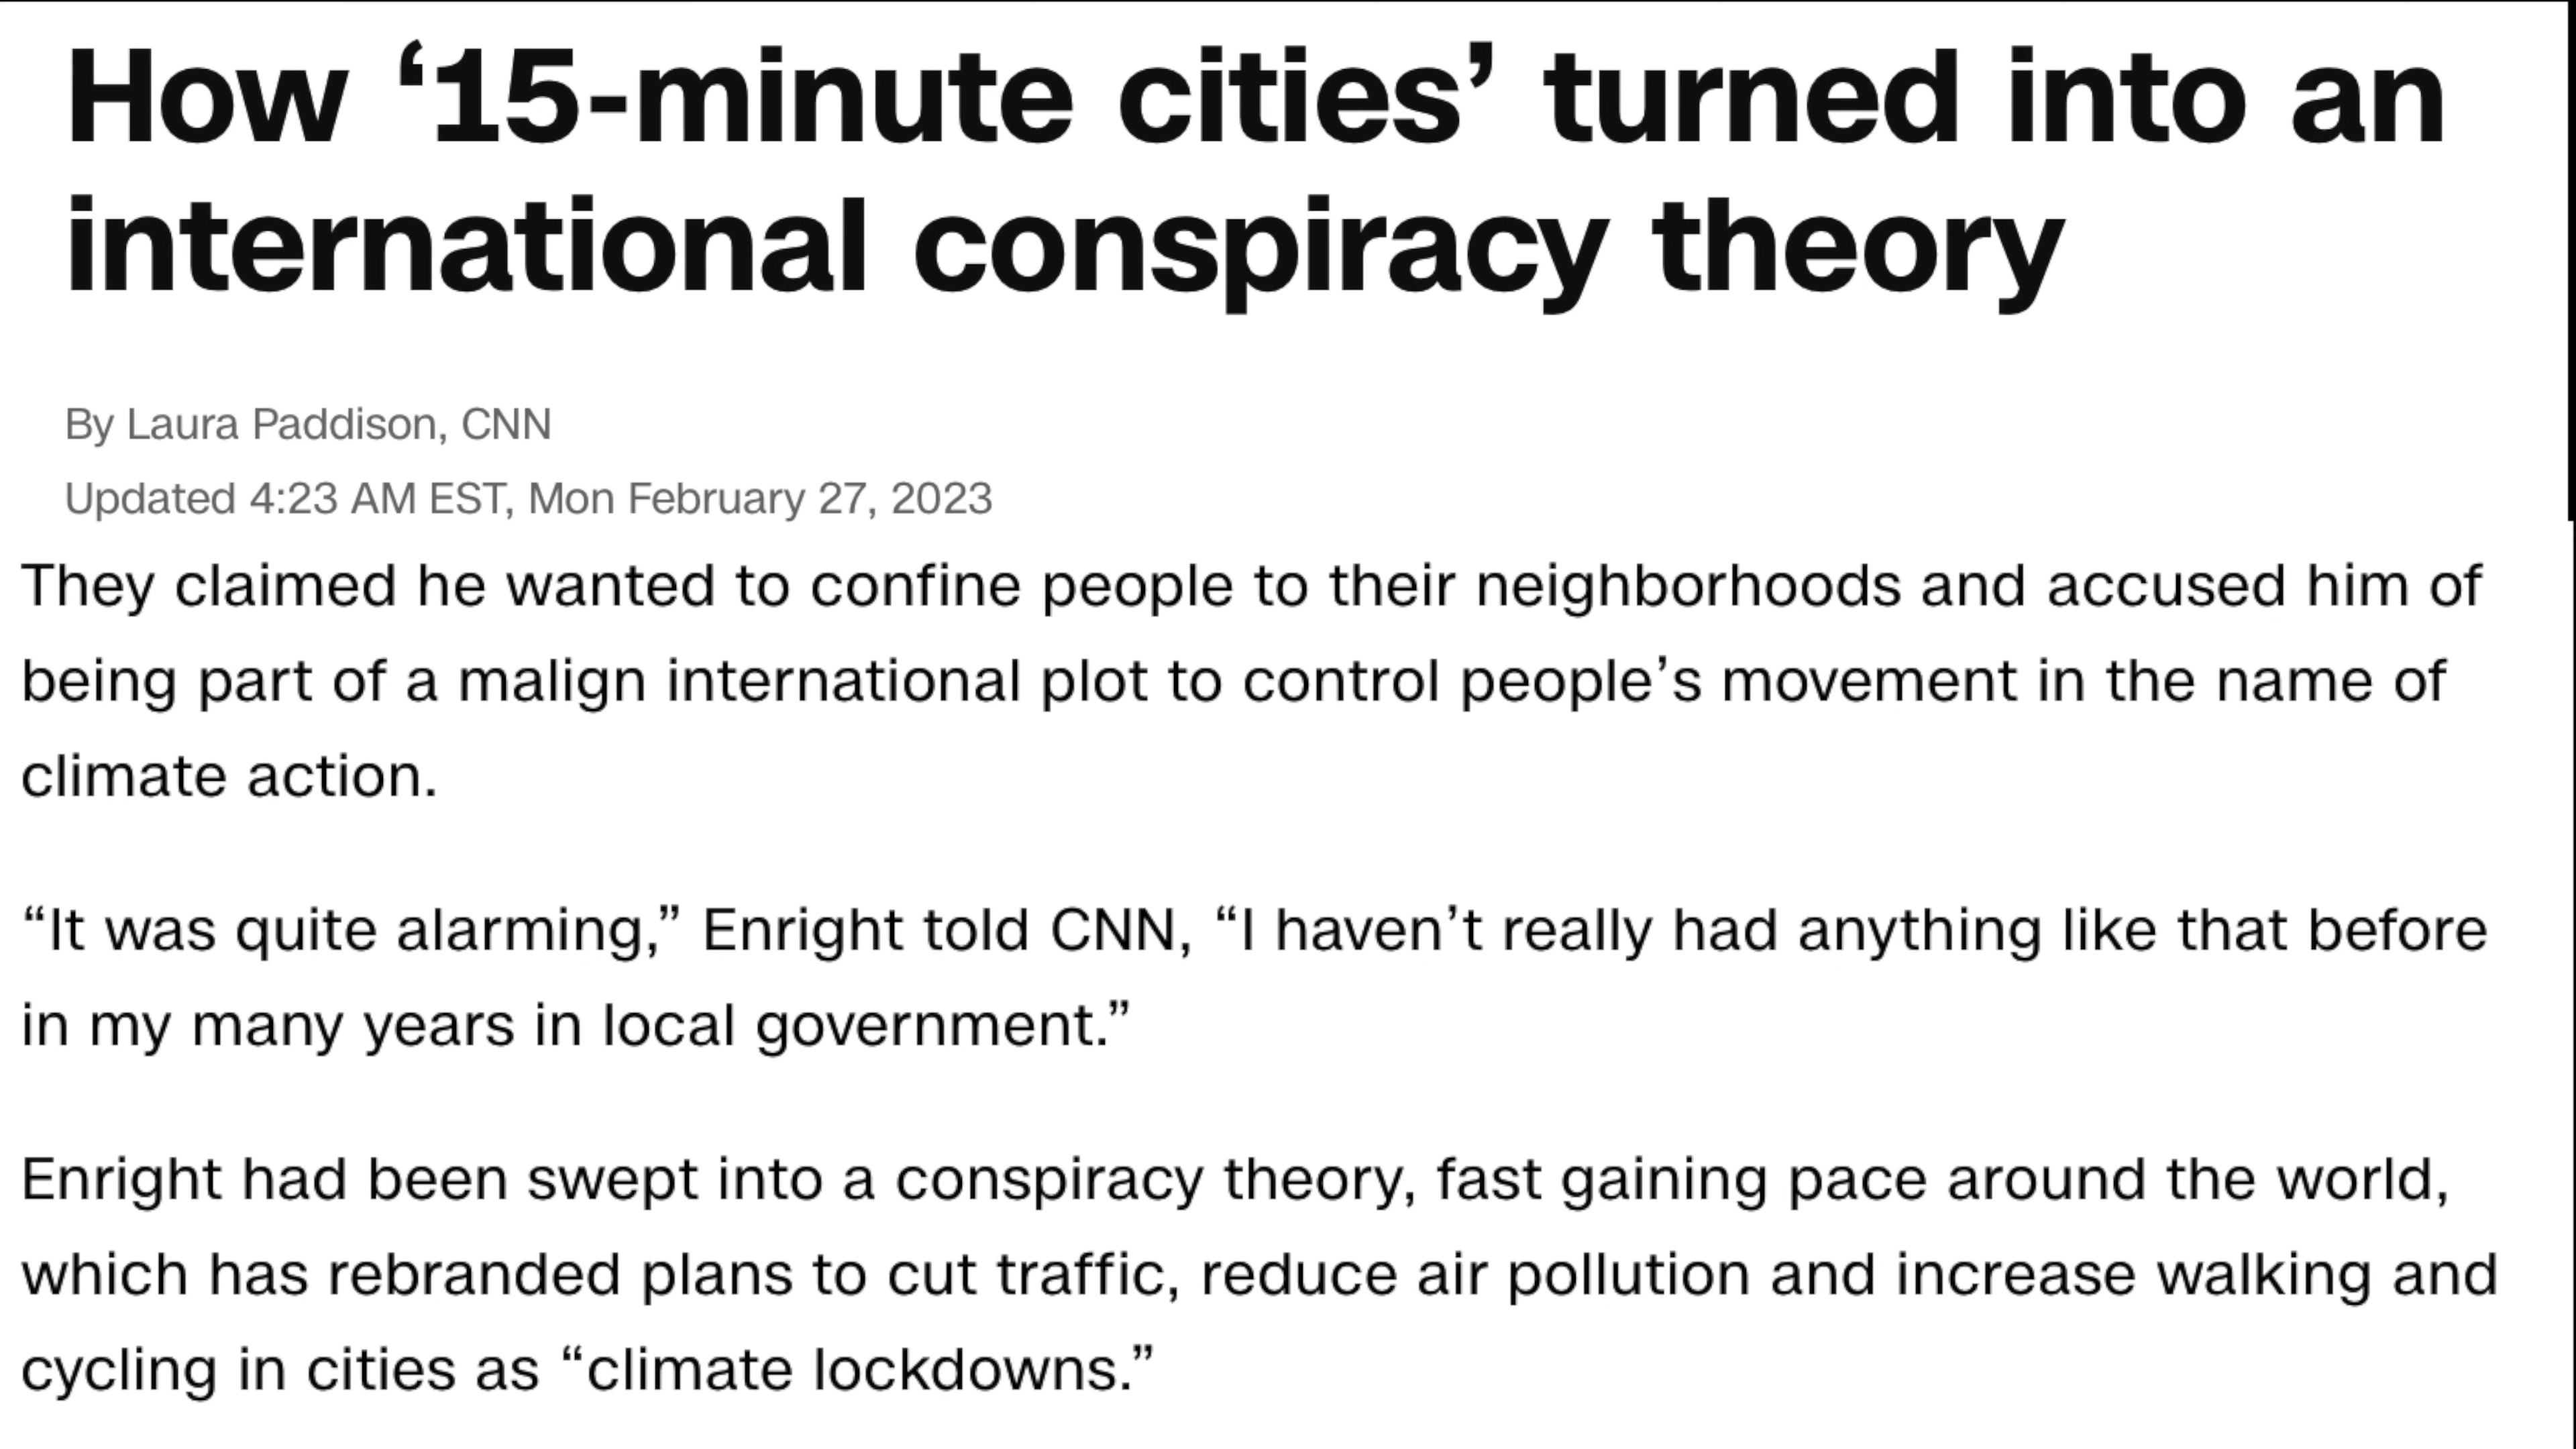 How ‘15-minute cities’ turned into an
international conspiracy theory
By Laura Paddison, CNN
Updated 4:23 AM EST, Mon February 27, 2023
They claimed he wanted to confine people to their neighborhoods and accused him of
being part of a malign international plot to control people’s movement in the name of
climate action.
“It was quite alarming,” Enright told CNN, “I haven’t really had anything like that before
in my many years in local government.”
Enright had been swept into a conspiracy theory, fast gaining pace around the world,
which has rebranded plans to cut traffic, reduce air pollution and increase walking and
cycling in cities as “climate lockdowns.”